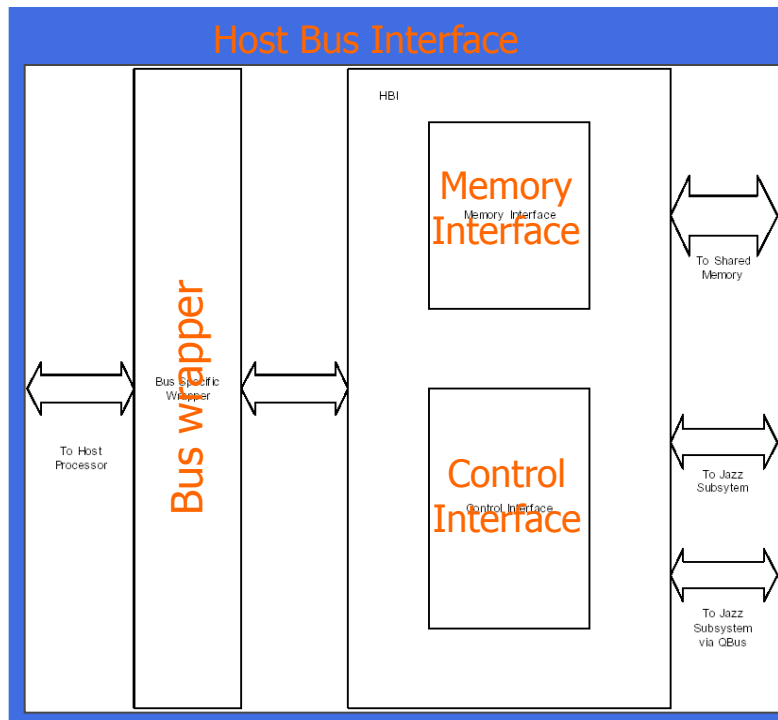 Host Bus Interface
HBI
Memory
Interface
Memory Interface
To Shared
Memory
Bus wrapper
Bus Specific
Wrapper
To Host
Processor
Control
Interface
Control Interface
To Jazz
Subsytem
To Jazz
Subsystem
via QBus